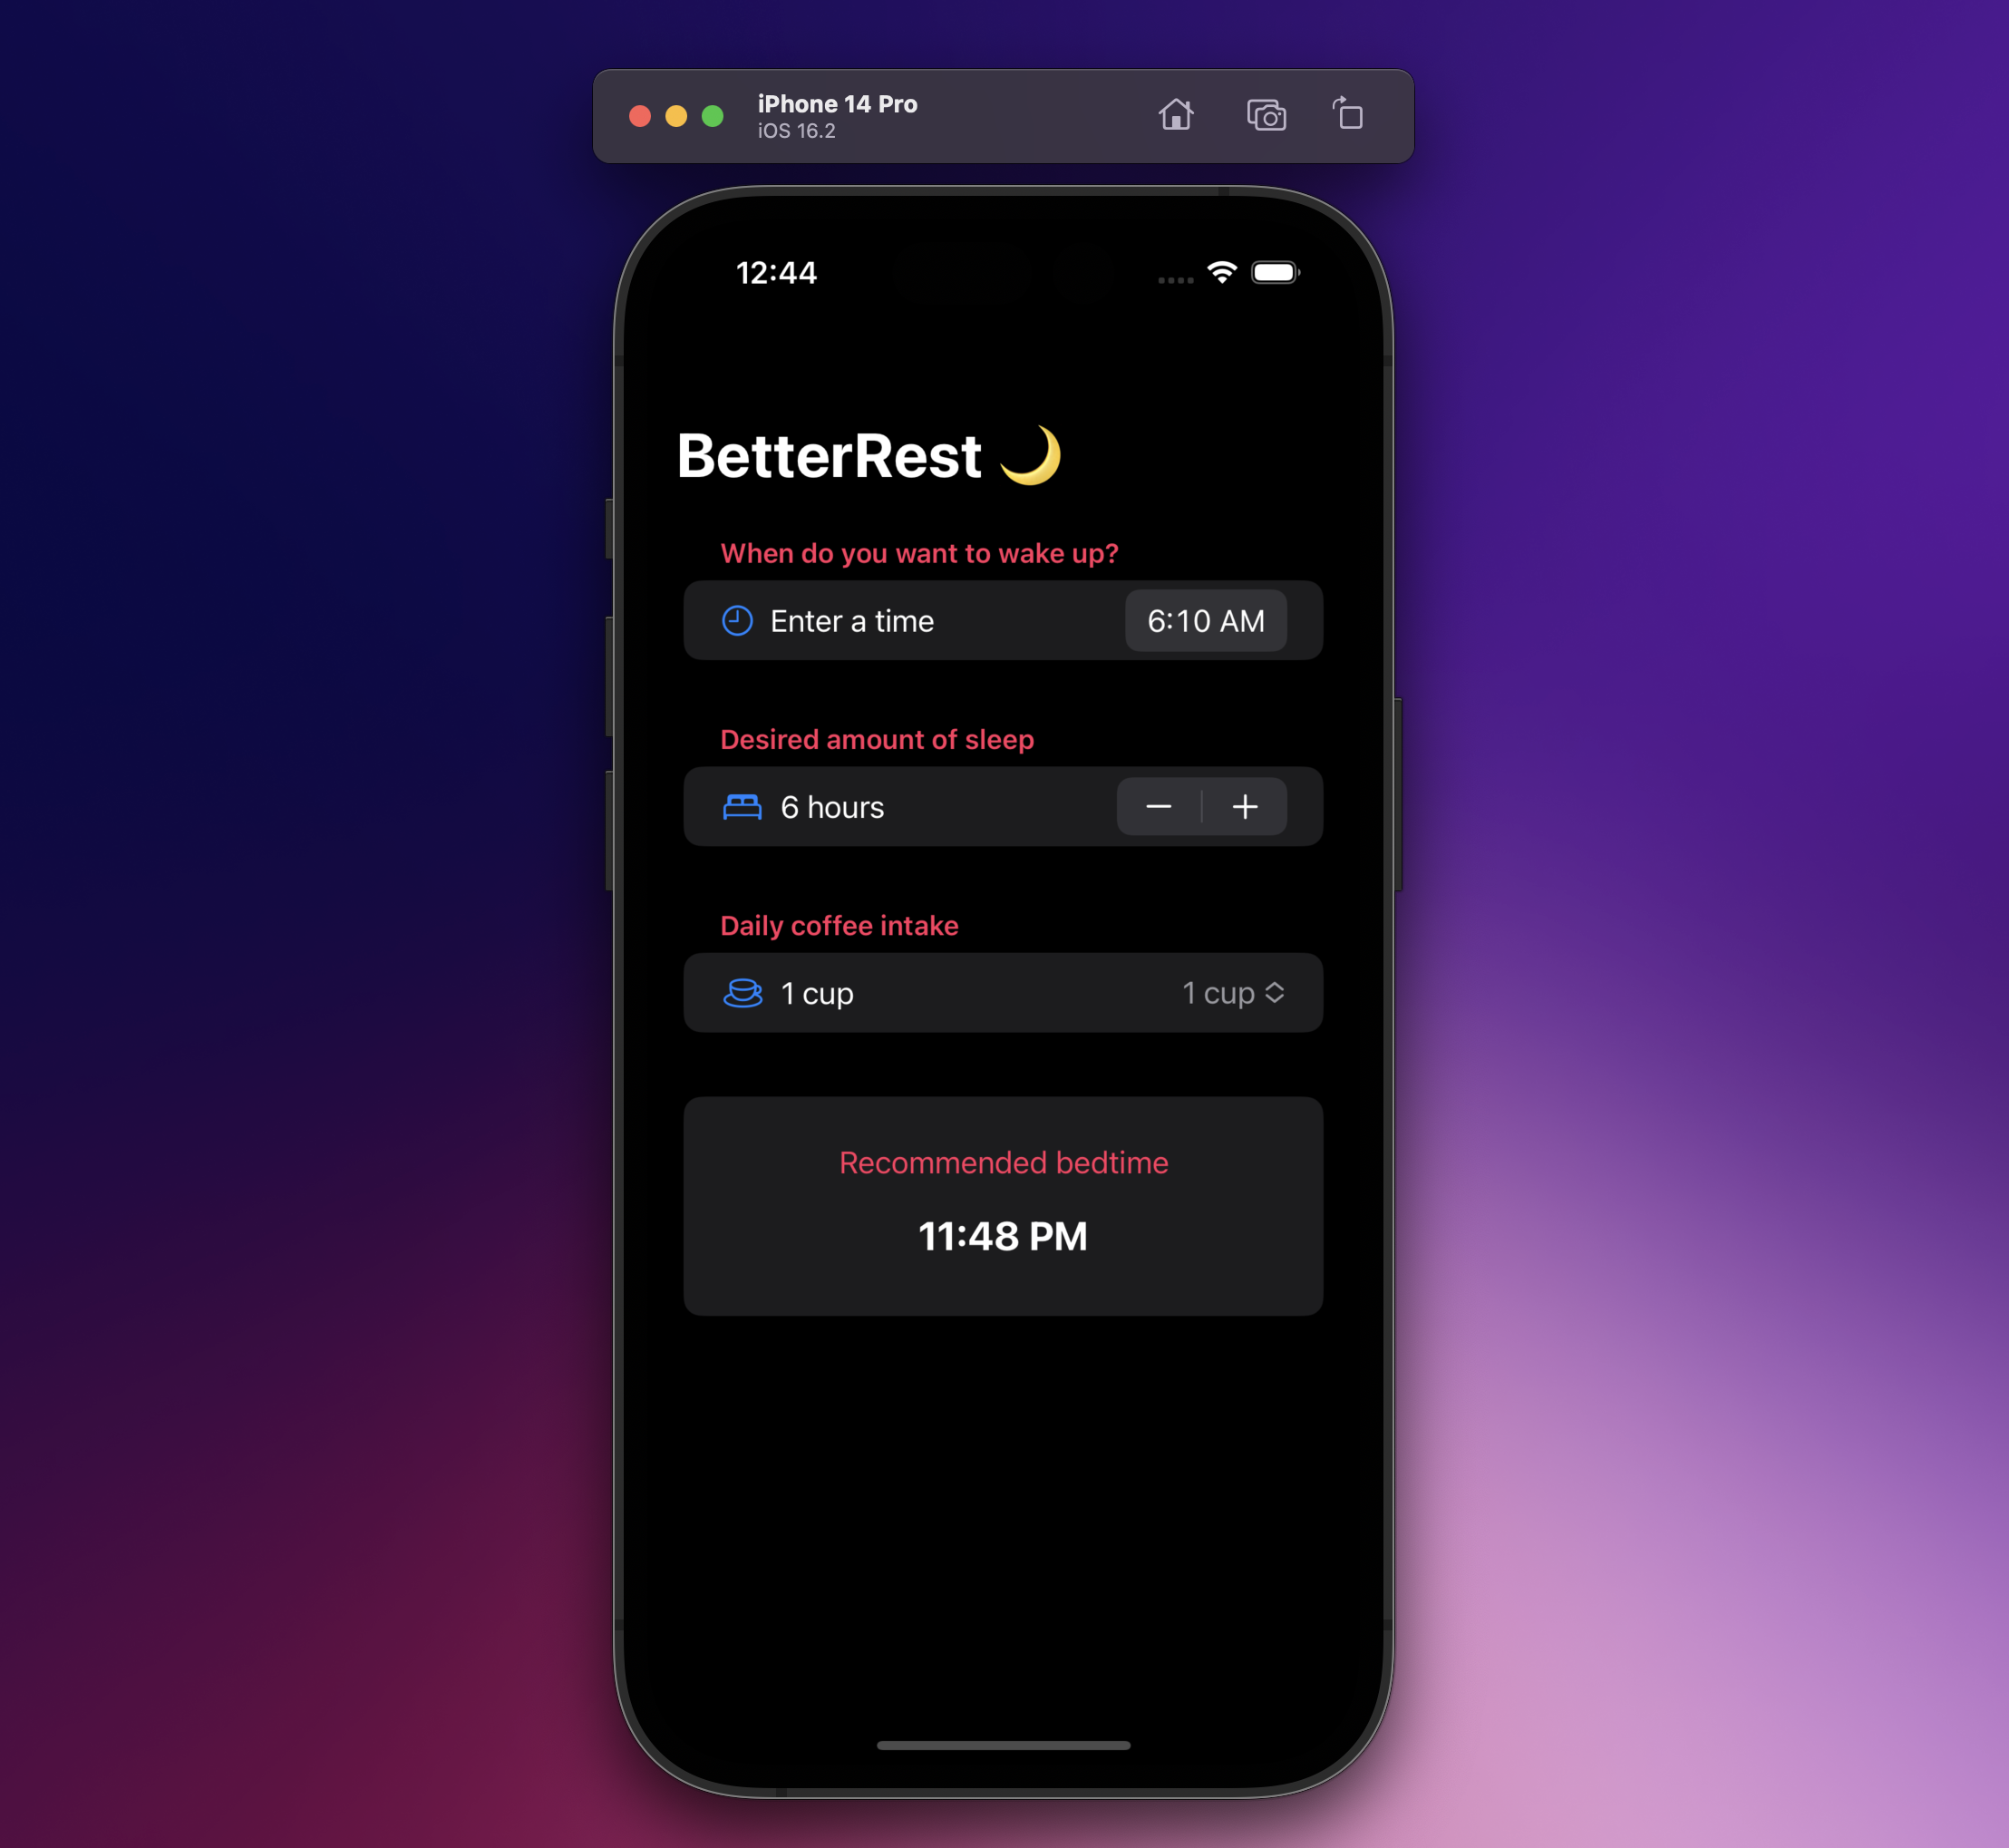 iPhone 14 Pro
iOS 16.2
12:44
BetterRest 🌙
When do you want to wake up?
Enter a time 6:10 AM
Desired amount of sleep
6 hours − +
Daily coffee intake
1 cup 1 cup
Recommended bedtime
11:48 PM